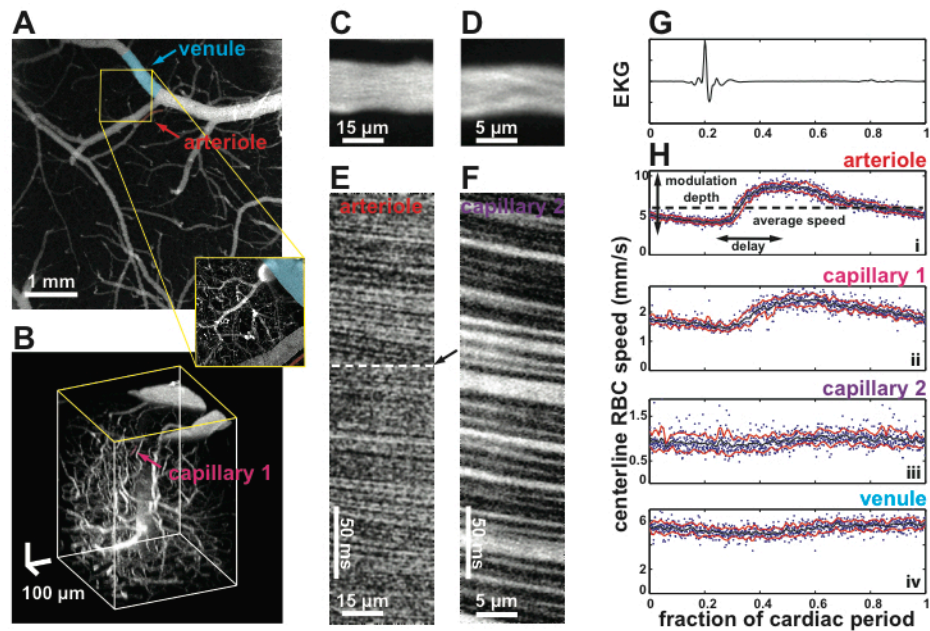 A
venule
arteriole
1 mm
B
capillary 1
100 µm
C
15 µm
D
5 µm
E
arteriole
50 ms
15 µm
F
capillary 2
50 ms
5 µm
G
EKG
0 0.2 0.4 0.6 0.8 1
H
arteriole
10
5
0
modulation
depth
average speed
delay
i
capillary 1
2
1
0
ii
capillary 2
1.5
1
0.5
0
iii
venule
6
4
2
0
iv
centerline RBC speed (mm/s)
0 0.2 0.4 0.6 0.8 1
fraction of cardiac period